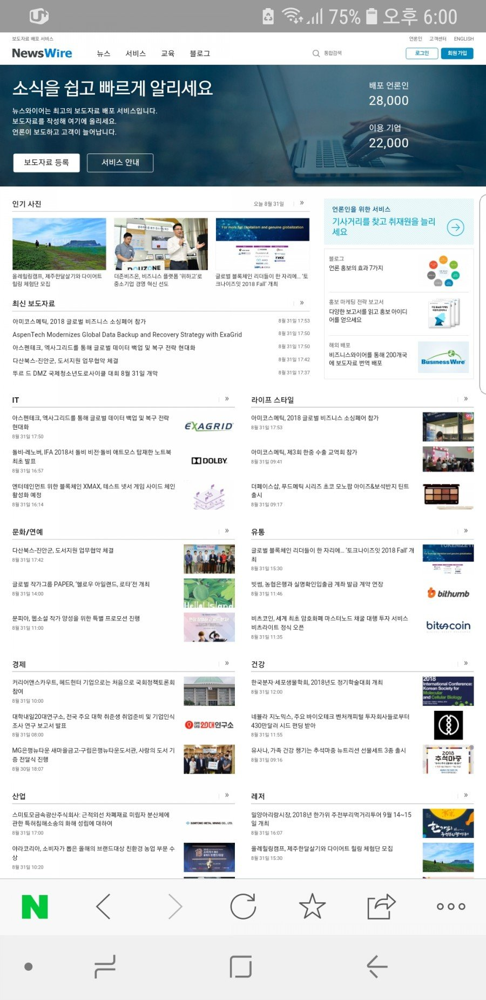 75% 오후 6:00
보도자료 배포 서비스
언론인 고객센터 ENGLISH
NewsWire 뉴스 서비스 교육 블로그 통합검색 로그인 회원 가입
소식을 쉽고 빠르게 알리세요
뉴스와이어는 최고의 보도자료 배포 서비스입니다.
보도자료를 작성해 여기에 올리세요.
언론이 보도하고 고객이 늘어납니다.
보도자료 등록 서비스 안내
배포 언론인
28,000
이용 기업
22,000
인기 사진 오늘 8월 31일 »
For more flat capitalism and genuine globalization
DOUZONE
올레힐링캠프, 제주한달살기와 다이어트
힐링 체험단 모집
더존비즈온, 비즈니스 플랫폼 ‘위하고’로
중소기업 경영 혁신 선도
글로벌 블록체인 리더들이 한 자리에... ‘토
크나이즈잇 2018 Fall’ 개최
최신 보도자료 »
아미코스메틱, 2018 글로벌 비즈니스 소싱페어 참가 8월 31일 17:53
AspenTech Modernizes Global Data Backup and Recovery Strategy with ExaGrid 8월 31일 17:50
아스펜테크, 엑사그리드를 통해 글로벌 데이터 백업 및 복구 전략 현대화 8월 31일 17:50
다산북스-진안군, 도서지원 업무협약 체결 8월 31일 17:42
뚜르 드 DMZ 국제청소년도로사이클 대회 8월 31일 개막 8월 31일 17:37
언론인을 위한 서비스
기사거리를 찾고 취재원을 늘리
세요
블로그
언론 홍보의 효과 7가지
홍보 마케팅 전략 보고서
다양한 보고서를 읽고 홍보 아이디
어를 얻으세요
해외 배포
비즈니스와이어를 통해 200개국
에 보도자료 번역 배포
BusinessWire
IT »
아스펜테크, 엑사그리드를 통해 글로벌 데이터 백업 및 복구 전략
현대화
8월 31일 17:50
EXAGRID
돌비-레노버, IFA 2018서 돌비 비전·돌비 애트모스 탑재한 노트북
최초 발표
8월 31일 16:57
DOLBY
엔터테인먼트 위한 블록체인 XMAX, 테스트 넷서 게임 사이드 체인
활성화 예정
8월 31일 16:14
라이프 스타일 »
아미코스메틱, 2018 글로벌 비즈니스 소싱페어 참가
8월 31일 17:53
아미코스메틱, 제3회 한중 수출 교역회 참가
8월 31일 09:41
더페이스샵, 푸드메틱 시리즈 초코 모노팝 아이즈&보석반지 틴트
출시
8월 31일 09:17
문화/연예 »
다산북스-진안군, 도서지원 업무협약 체결
8월 31일 17:42
글로벌 작가그룹 PAPER, ‘헬로우 아일랜드, 로타’전 개최
8월 31일 14:00
Hello! Island
문피아, 웹소설 작가 양성을 위한 특별 프로모션 진행
8월 31일 11:00
유통 »
글로벌 블록체인 리더들이 한 자리에... ‘토크나이즈잇 2018 Fall’ 개
최
8월 31일 15:30
For more flat capitalism and genuine globalization
빗썸, 농협은행과 실명확인입출금 계좌 발급 계약 연장
8월 31일 11:46
bithumb
비츠코인, 세계 최초 암호화폐 마스터노드 채굴 대행 투자 서비스
비츠라이트 정식 오픈
8월 31일 11:35
bitscoin
경제 »
커리어앤스카우트, 헤드헌터 기업으로는 처음으로 국회정책토론회
참여
8월 31일 10:00
대학내일20대연구소, 전국 주요 대학 취준생 취업준비 및 기업인식
조사 연구 보고서 발표
8월 31일 08:00
대학내일 20대연구소
MG은평뉴타운 새마을금고-구립은평뉴타운도서관, 사랑의 도서 기
증 전달식 진행
8월 30일 18:07
건강 »
한국분자·세포생물학회, 2018년도 정기학술대회 개최
8월 31일 12:00
2018
International Conference:
Korean Society for
Molecular
and Cellular Biology
네뷸라 지노믹스, 주요 바이오테크 벤처캐피털 투자회사들로부터
430만달러 시드 펀딩 받아
8월 31일 11:55
유사나, 가족 건강 챙기는 추석마중 뉴트리션 선물세트 3종 출시
8월 31일 09:16
2018
추석마중
산업 »
스미토모금속광산주식회사: 근적외선 차폐재료 미립자 분산체에
관한 특허침해소송의 화해 성립에 대하여
8월 31일 17:00
SUMITOMO METAL MINING CO., LTD.
야라코리아, 소비자가 뽑은 올해의 브랜드대상 친환경 농업 부문 수
상
8월 31일 10:20
레저 »
밀양아리랑시장, 2018년 한가위 주전부리먹거리투어 9월 14~15
일 개최
8월 31일 16:07
올레힐링캠프, 제주한달살기와 다이어트 힐링 체험단 모집
8월 31일 15:30